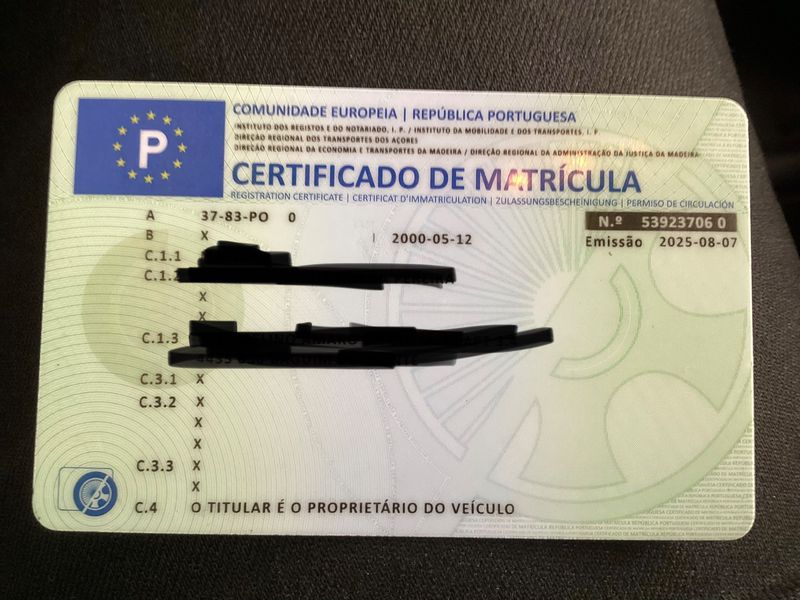 P
COMUNIDADE EUROPEIA | REPÚBLICA PORTUGUESA
INSTITUTO DOS REGISTOS E DO NOTARIADO, I. P. / INSTITUTO DA MOBILIDADE E DOS TRANSPORTES, I. P
DIREÇÃO REGIONAL DOS TRANSPORTES DOS AÇORES
DIREÇÃO REGIONAL DA ECONOMIA E TRANSPORTES DA MADEIRA / DIREÇÃO REGIONAL DA ADMINISTRAÇÃO DA JUSTIÇA DA MADEIRA
CERTIFICADO DE MATRÍCULA
REGISTRATION CERTIFICATE | CERTIFICAT D'IMMATRICULATION | ZULASSUNGSBESCHEINIGUNG | PERMISO DE CIRCULACIÓN
A 37-83-PO 0 N.º 53923706 0
B X I 2000-05-12 Emissão 2025-08-07
C.1.1
C.1.2
X
X
C.1.3
C.3.1 X
C.3.2 X
X
X
C.3.3 X
X
C.4 O TITULAR É O PROPRIETÁRIO DO VEÍCULO